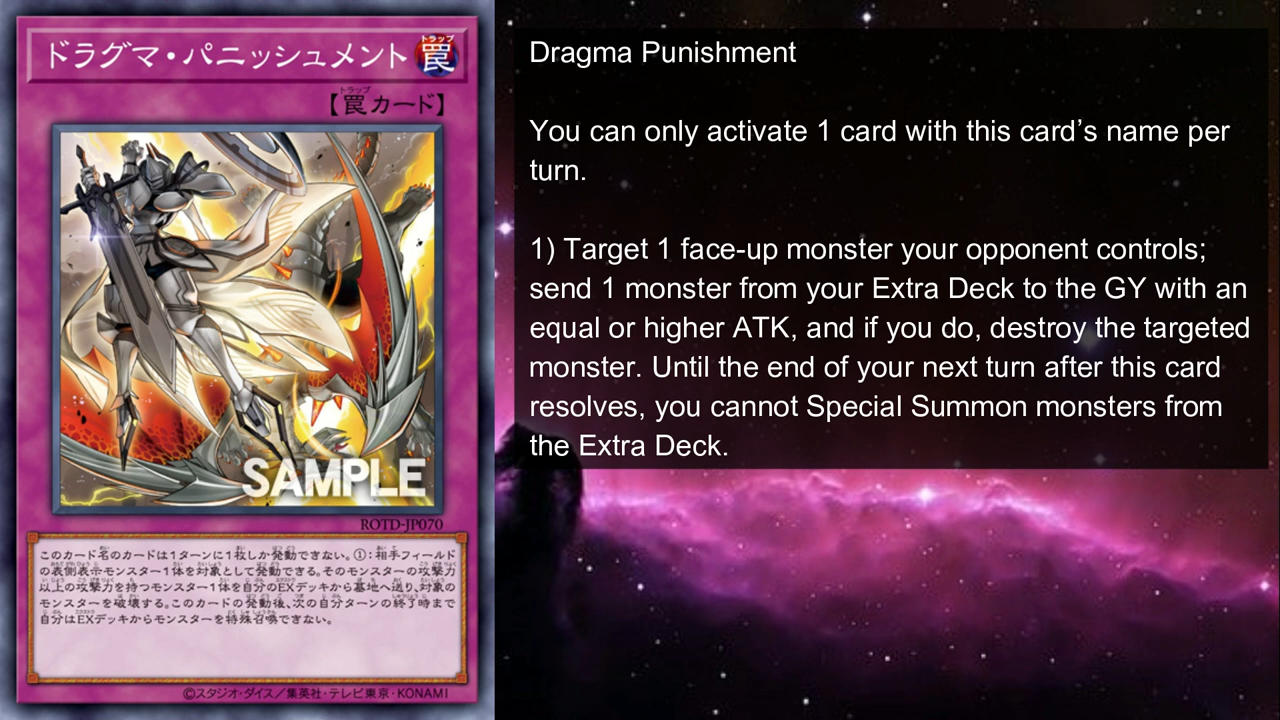 ドラグマ・パニッシュメント 罠
トラップ
【罠カード】
トラップ
SAMPLE
ROTD-JP070
このカード名のカードは1ターンに1枚しか発動できない。①：相手フィールド
の表側表示モンスター1体を対象として発動できる。そのモンスターの攻撃力
以上の攻撃力を持つモンスター1体を自分のEXデッキから墓地へ送り、対象の
モンスターを破壊する。このカードの発動後、次の自分ターンの終了時まで
自分はEXデッキからモンスターを特殊召喚できない。
©スタジオ・ダイス／集英社・テレビ東京・KONAMI
Dragma Punishment
You can only activate 1 card with this card’s name per
turn.
1) Target 1 face-up monster your opponent controls;
send 1 monster from your Extra Deck to the GY with an
equal or higher ATK, and if you do, destroy the targeted
monster. Until the end of your next turn after this card
resolves, you cannot Special Summon monsters from
the Extra Deck.